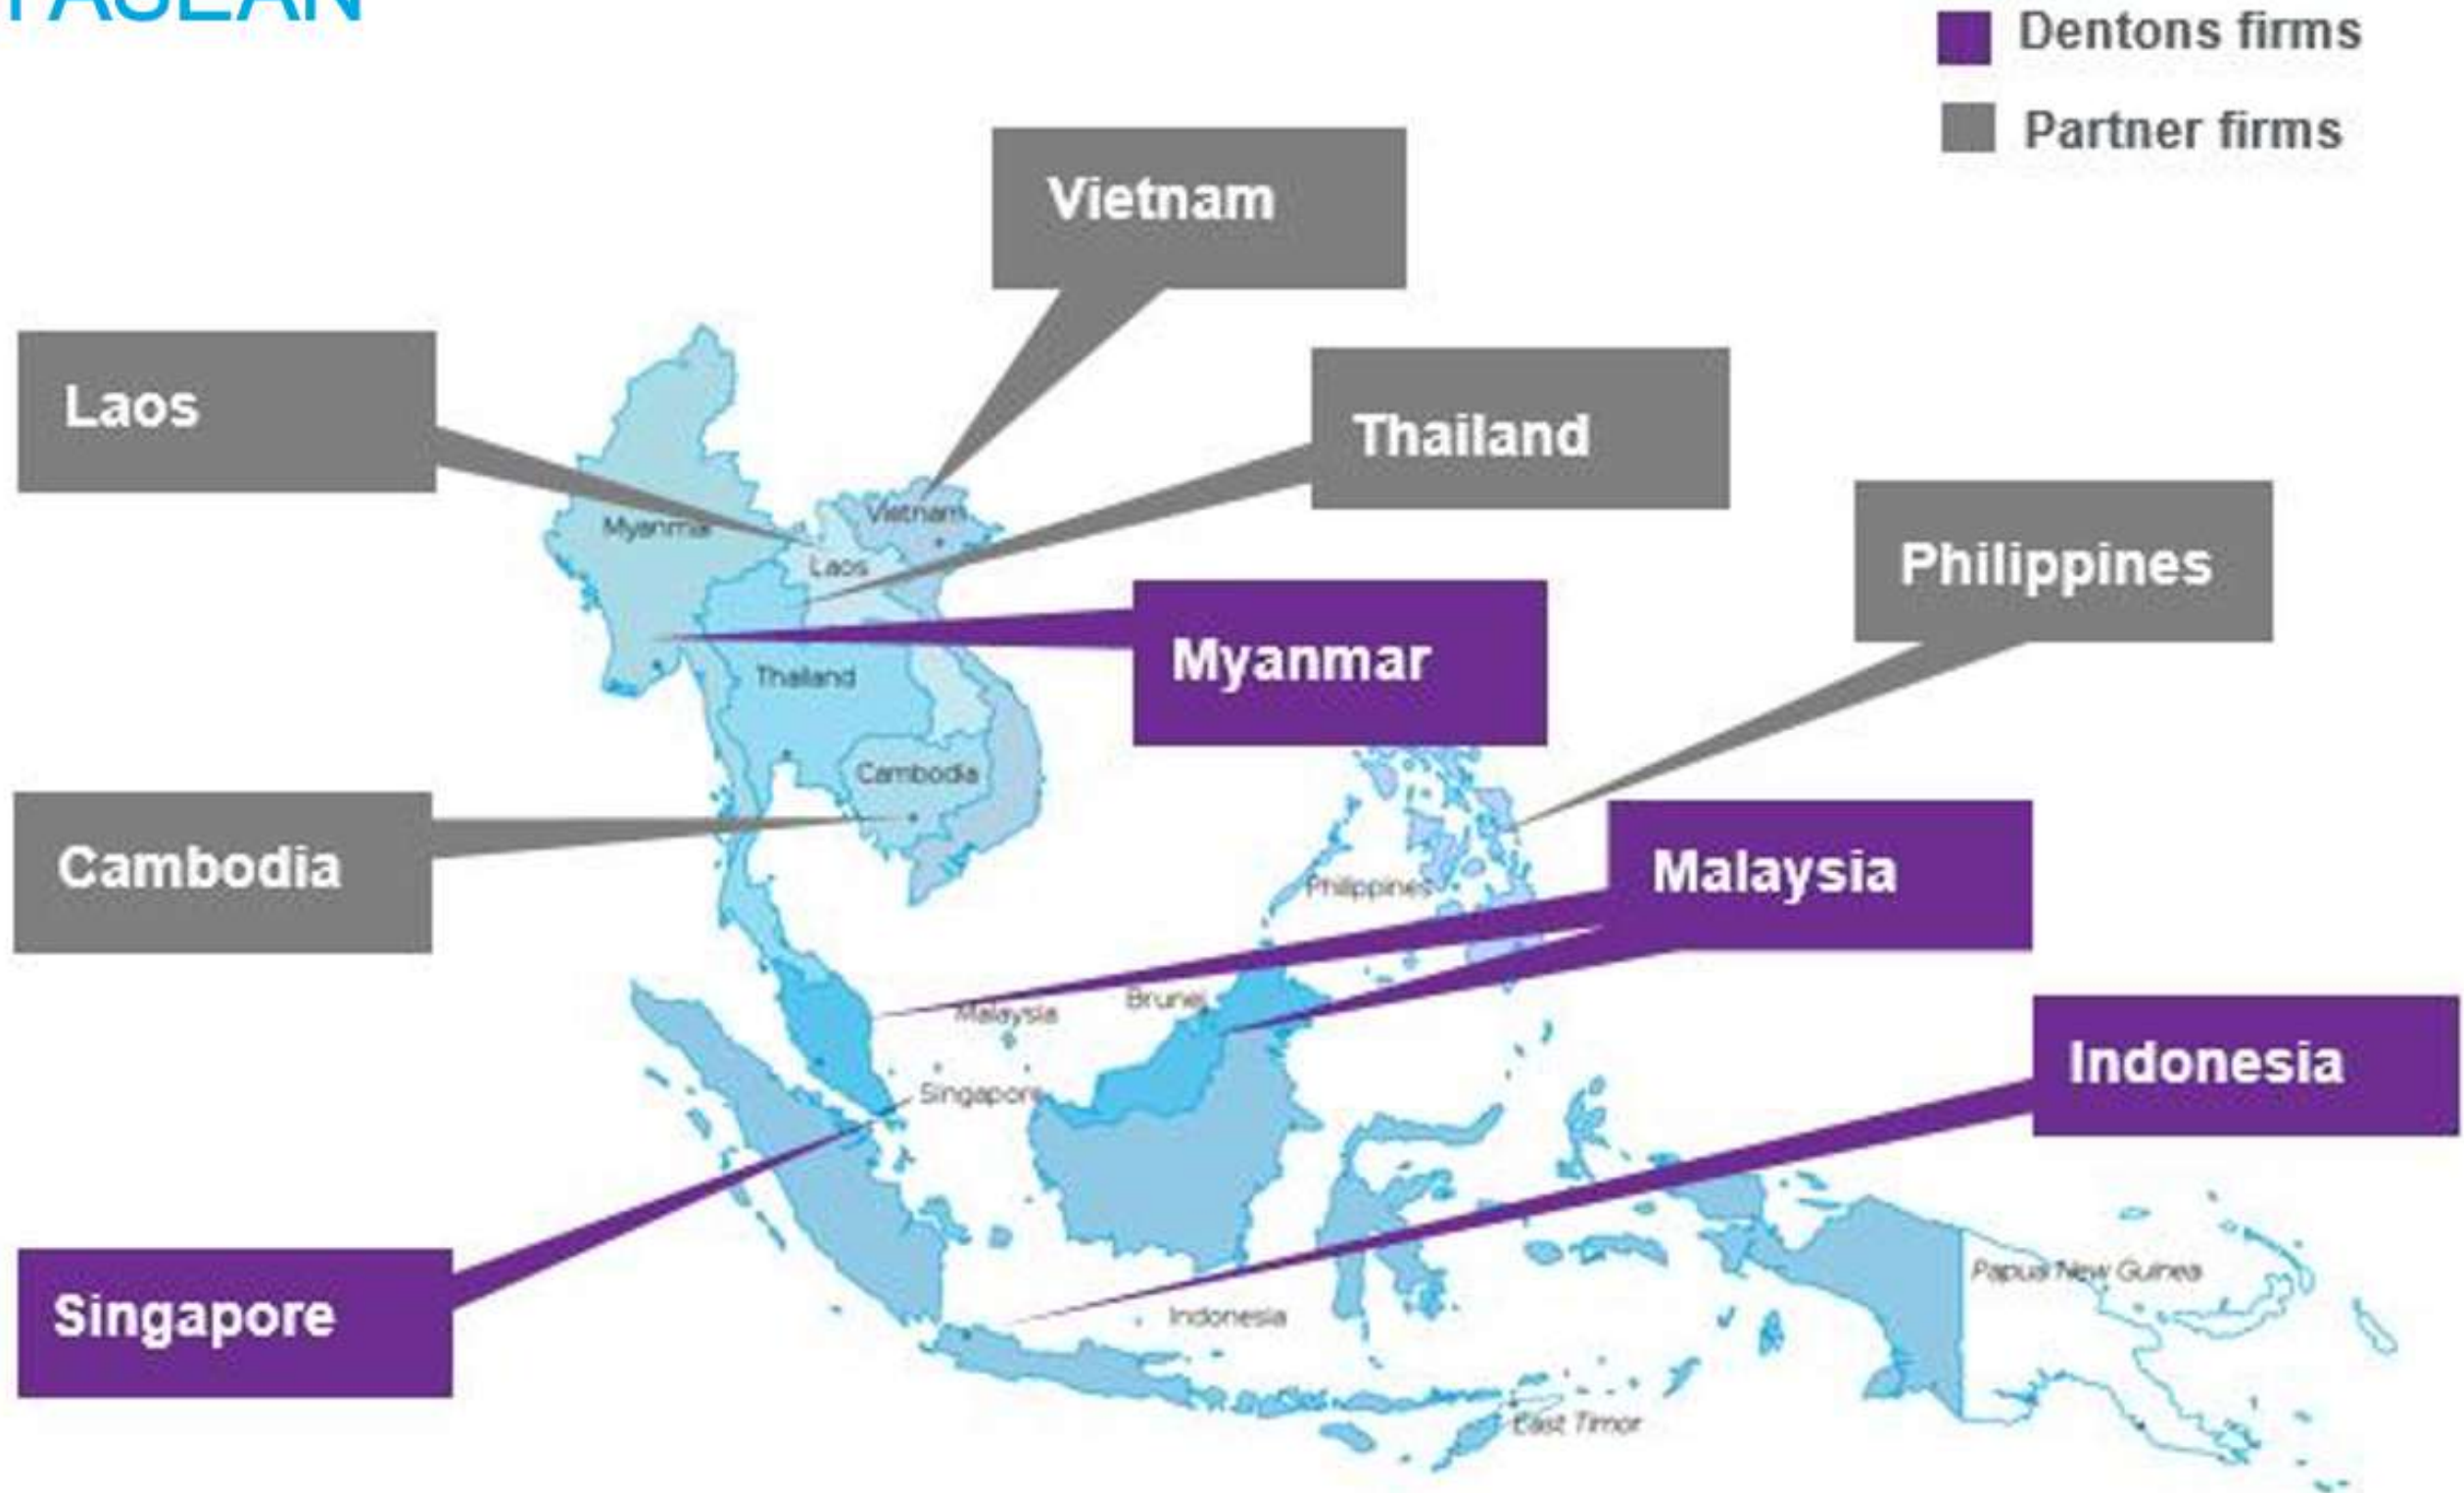 ASEAN
Dentons firms
Partner firms
Vietnam
Laos
Thailand
Philippines
Myanmar
Vietnam
Laos
Myanmar
Thailand
Cambodia
Cambodia
Malaysia
Philippines
Malaysia
Brunei
Indonesia
Singapore
Singapore
Papua New Guinea
Indonesia
East Timor